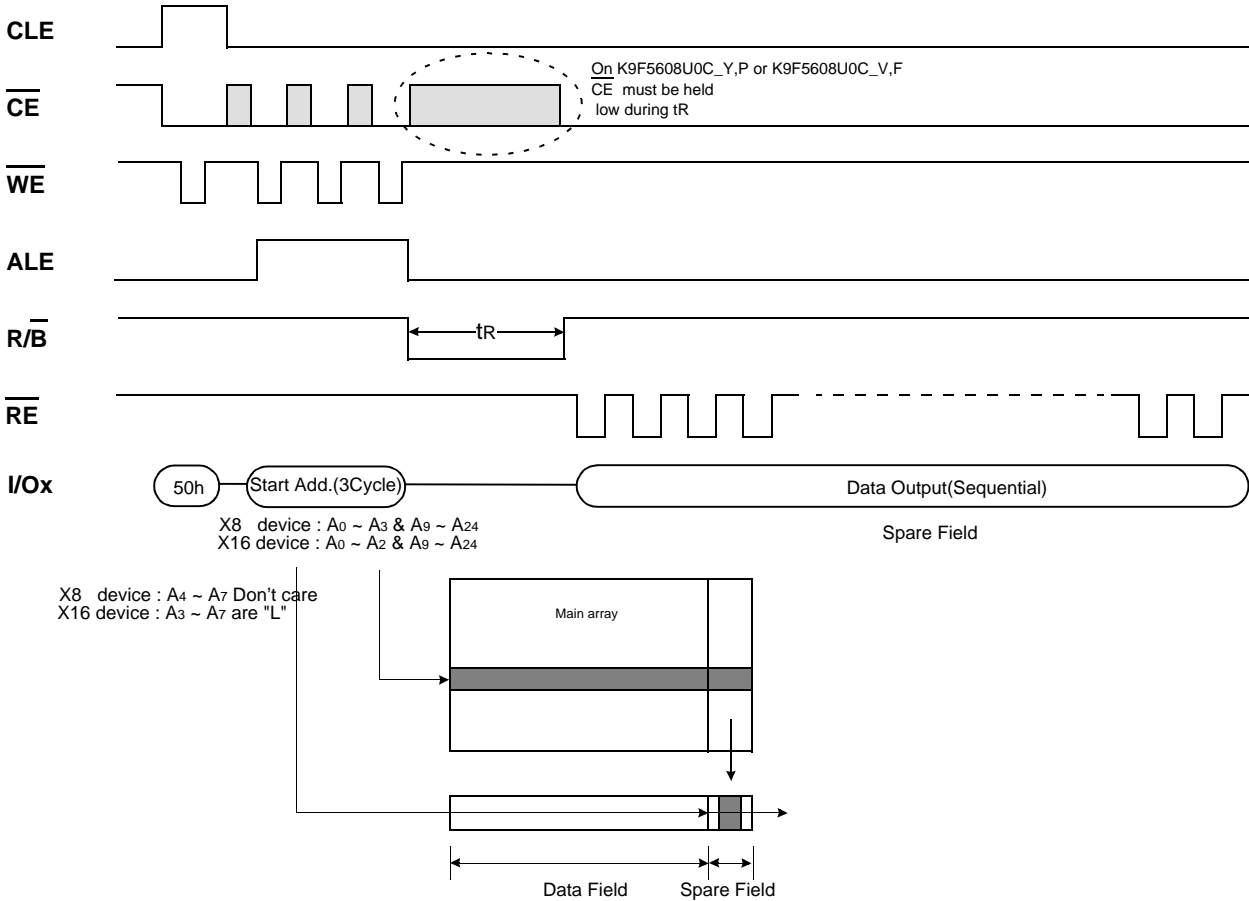 CLE
On K9F5608U0C_Y,P or K9F5608U0C_V,F
CE must be held
low during tR
CE
WE
ALE
R/B
tR
RE
I/Ox
50h
Start Add.(3Cycle)
Data Output(Sequential)
X8 device : A0 ~ A3 & A9 ~ A24
X16 device : A0 ~ A2 & A9 ~ A24
Spare Field
X8 device : A4 ~ A7 Don't care
X16 device : A3 ~ A7 are "L"
Main array
Data Field
Spare Field